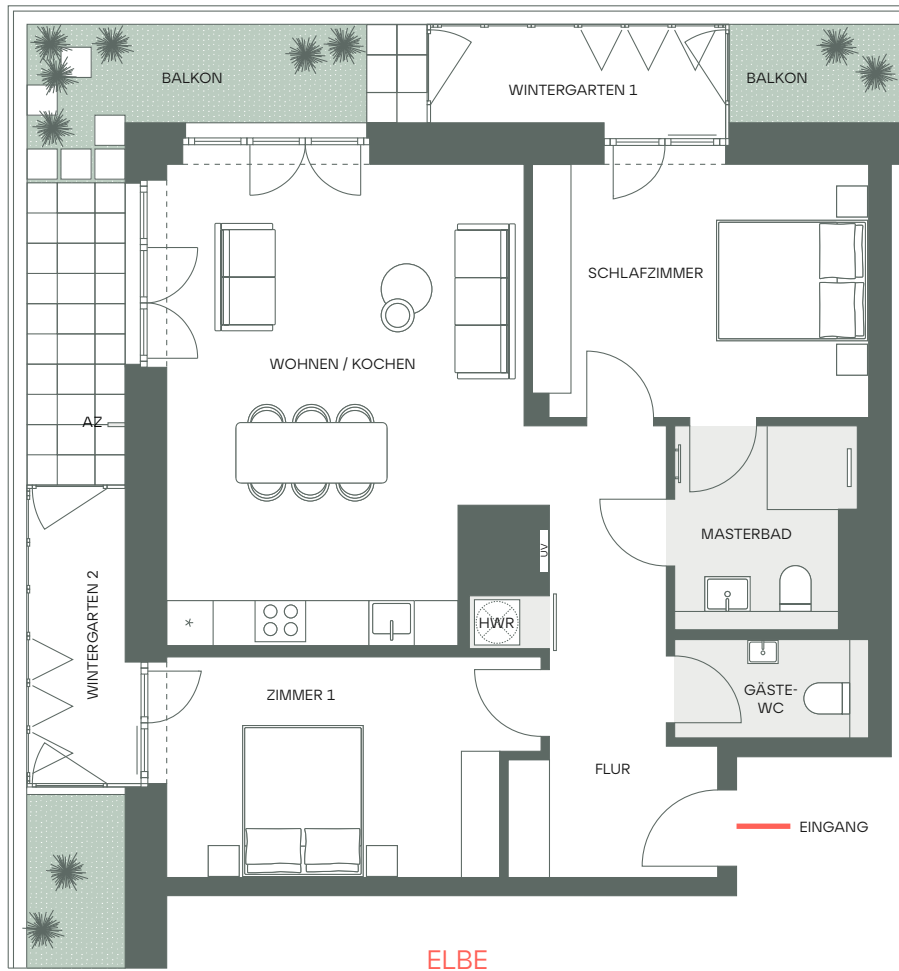 BALKON
WINTERGARTEN 1
BALKON
SCHLAFZIMMER
WOHNEN / KOCHEN
AZ
MASTERBAD
UV
WINTERGARTEN 2
*
HWR
ZIMMER 1
GÄSTE-
WC
FLUR
EINGANG
ELBE